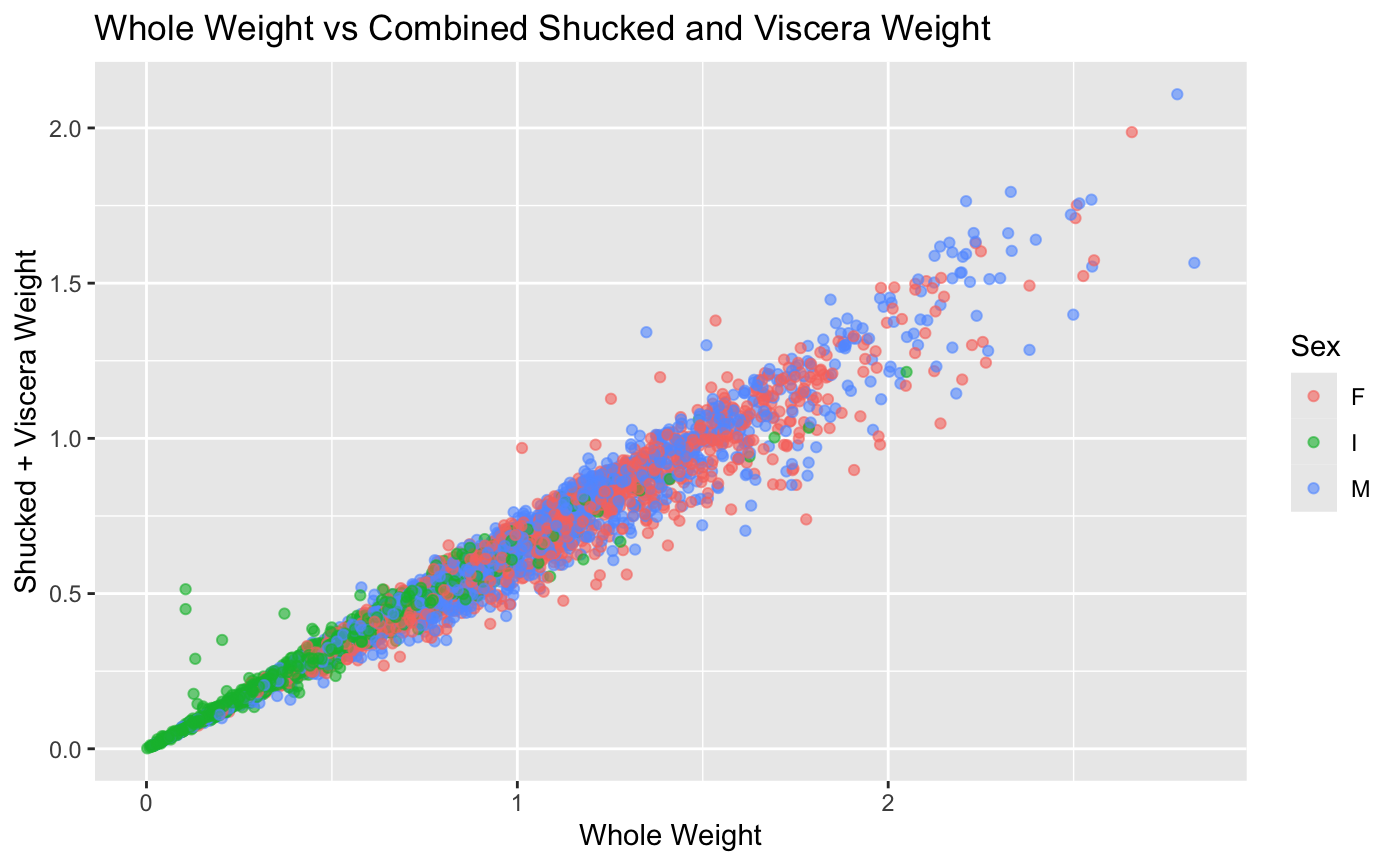 Whole Weight vs Combined Shucked and Viscera Weight
Shucked + Viscera Weight
2.0
1.5
1.0
0.5
0.0
0
1
2
Whole Weight
Sex
F
I
M